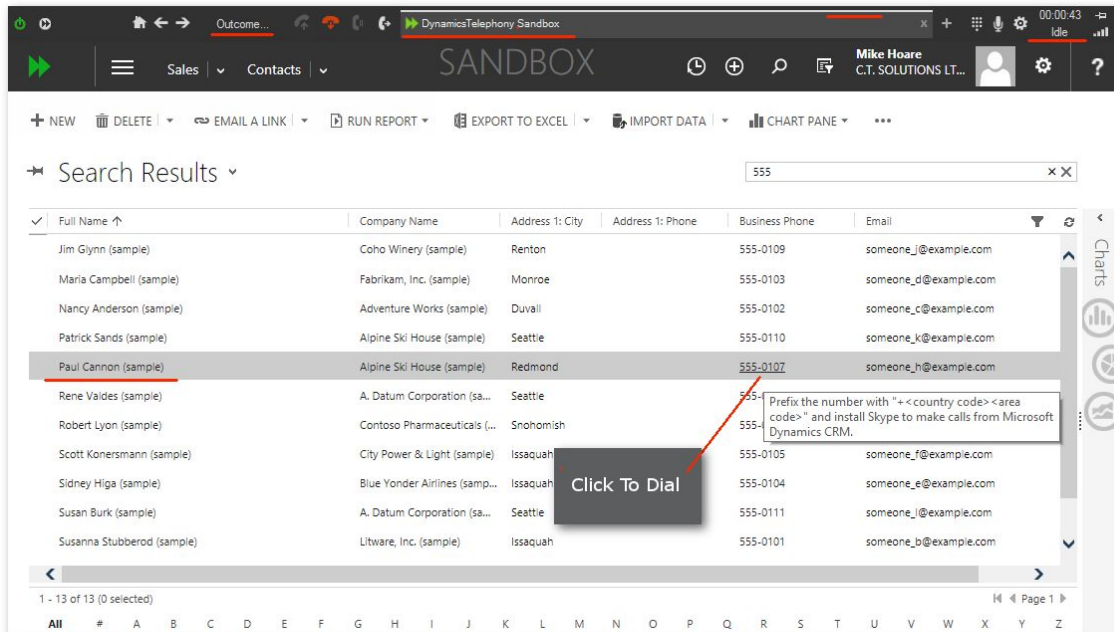 Outcome... DynamicsTelephony Sandbox × + 00:00:43
Idle
Sales Contacts SANDBOX Mike Hoare
C.T. SOLUTIONS LT... ?
+ NEW DELETE EMAIL A LINK RUN REPORT EXPORT TO EXCEL IMPORT DATA CHART PANE ...
Search Results 555
Full Name ↑ Company Name Address 1: City Address 1: Phone Business Phone Email
Jim Glynn (sample) Coho Winery (sample) Renton 555-0109 someone_j@example.com
Maria Campbell (sample) Fabrikam, Inc. (sample) Monroe 555-0103 someone_d@example.com
Nancy Anderson (sample) Adventure Works (sample) Duvall 555-0102 someone_c@example.com
Patrick Sands (sample) Alpine Ski House (sample) Seattle 555-0110 someone_k@example.com
Paul Cannon (sample) Alpine Ski House (sample) Redmond 555-0107 someone_h@example.com
Rene Valdes (sample) A. Datum Corporation (sa... Seattle
Prefix the number with "+<country code><area
code>" and install Skype to make calls from Microsoft
Dynamics CRM.
Robert Lyon (sample) Contoso Pharmaceuticals (... Snohomish
Scott Konersmann (sample) City Power & Light (sample) Issaquah 555-0105 someone_f@example.com
Click To Dial
Sidney Higa (sample) Blue Yonder Airlines (samp... Issaquah 555-0104 someone_e@example.com
Susan Burk (sample) A. Datum Corporation (sa... Seattle 555-0111 someone_l@example.com
Susanna Stubberod (sample) Litware, Inc. (sample) Issaquah 555-0101 someone_b@example.com
Charts
1 - 13 of 13 (0 selected) Page 1
All # A B C D E F G H I J K L M N O P Q R S T U V W X Y Z